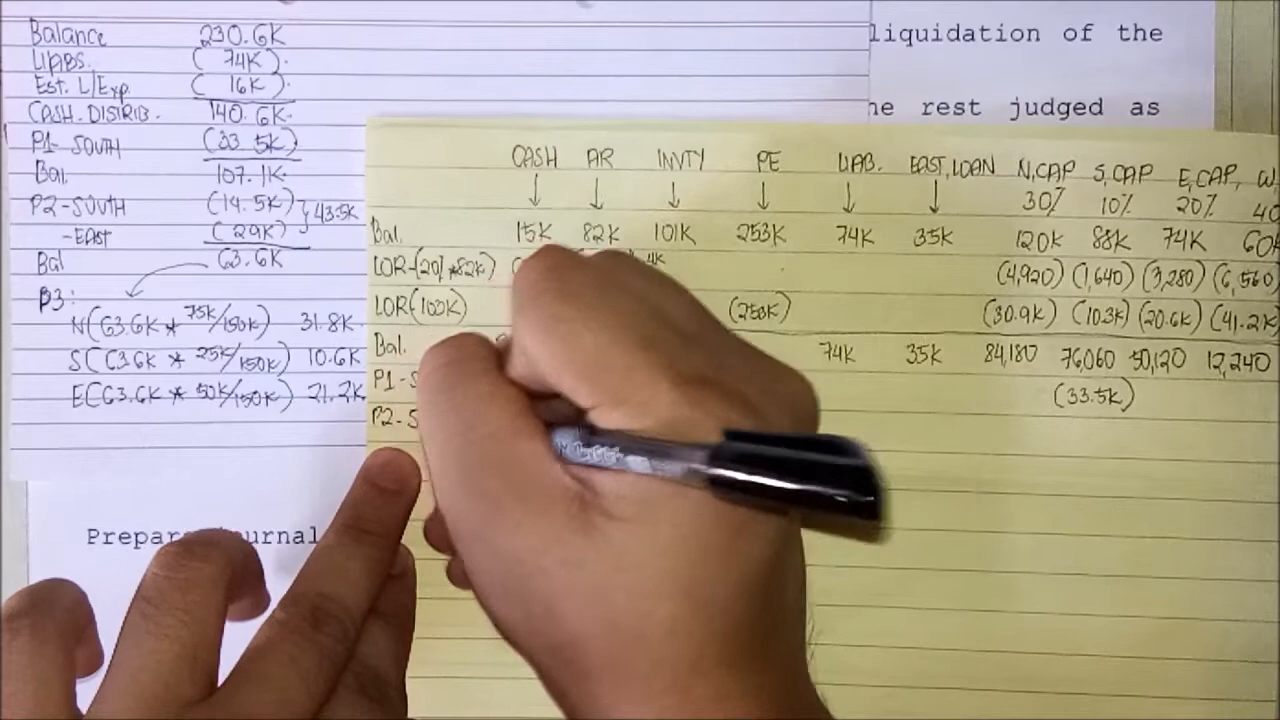 Balance 230.6K
LIABS. (74K).
Est. L/Exp. (16K).
CASH. DISTRIB. 140.6K.
P1-SOUTH (33.5K)
Bal. 107.1K.
P2-SOUTH (14.5K) } 43.5K
-EAST (29K)
Bal 63.6K
P3:
N(63.6K * 75K/150K) 31.8K.
S(63.6K * 25K/150K) 10.6K
E(63.6K * 50K/150K) 21.2K
liquidation of the
rest judged as
CASH AR INVTY PE LIAB. EAST, LOAN N,CAP S,CAP E,CAP,
30% 10% 20%
Bal. 15K 82K 101K 253K 74K 35K 120K 88K 74K 60K
LOR-(20%*82K) (4,920) (1,640) (3,280) (6,560)
LOR(103K) (30.9K) (10.3K) (20.6K) (41.2K)
Bal. 74K 35K 84,180 76,060 50,120 12,240
P1-S (33.5K)
P2-S